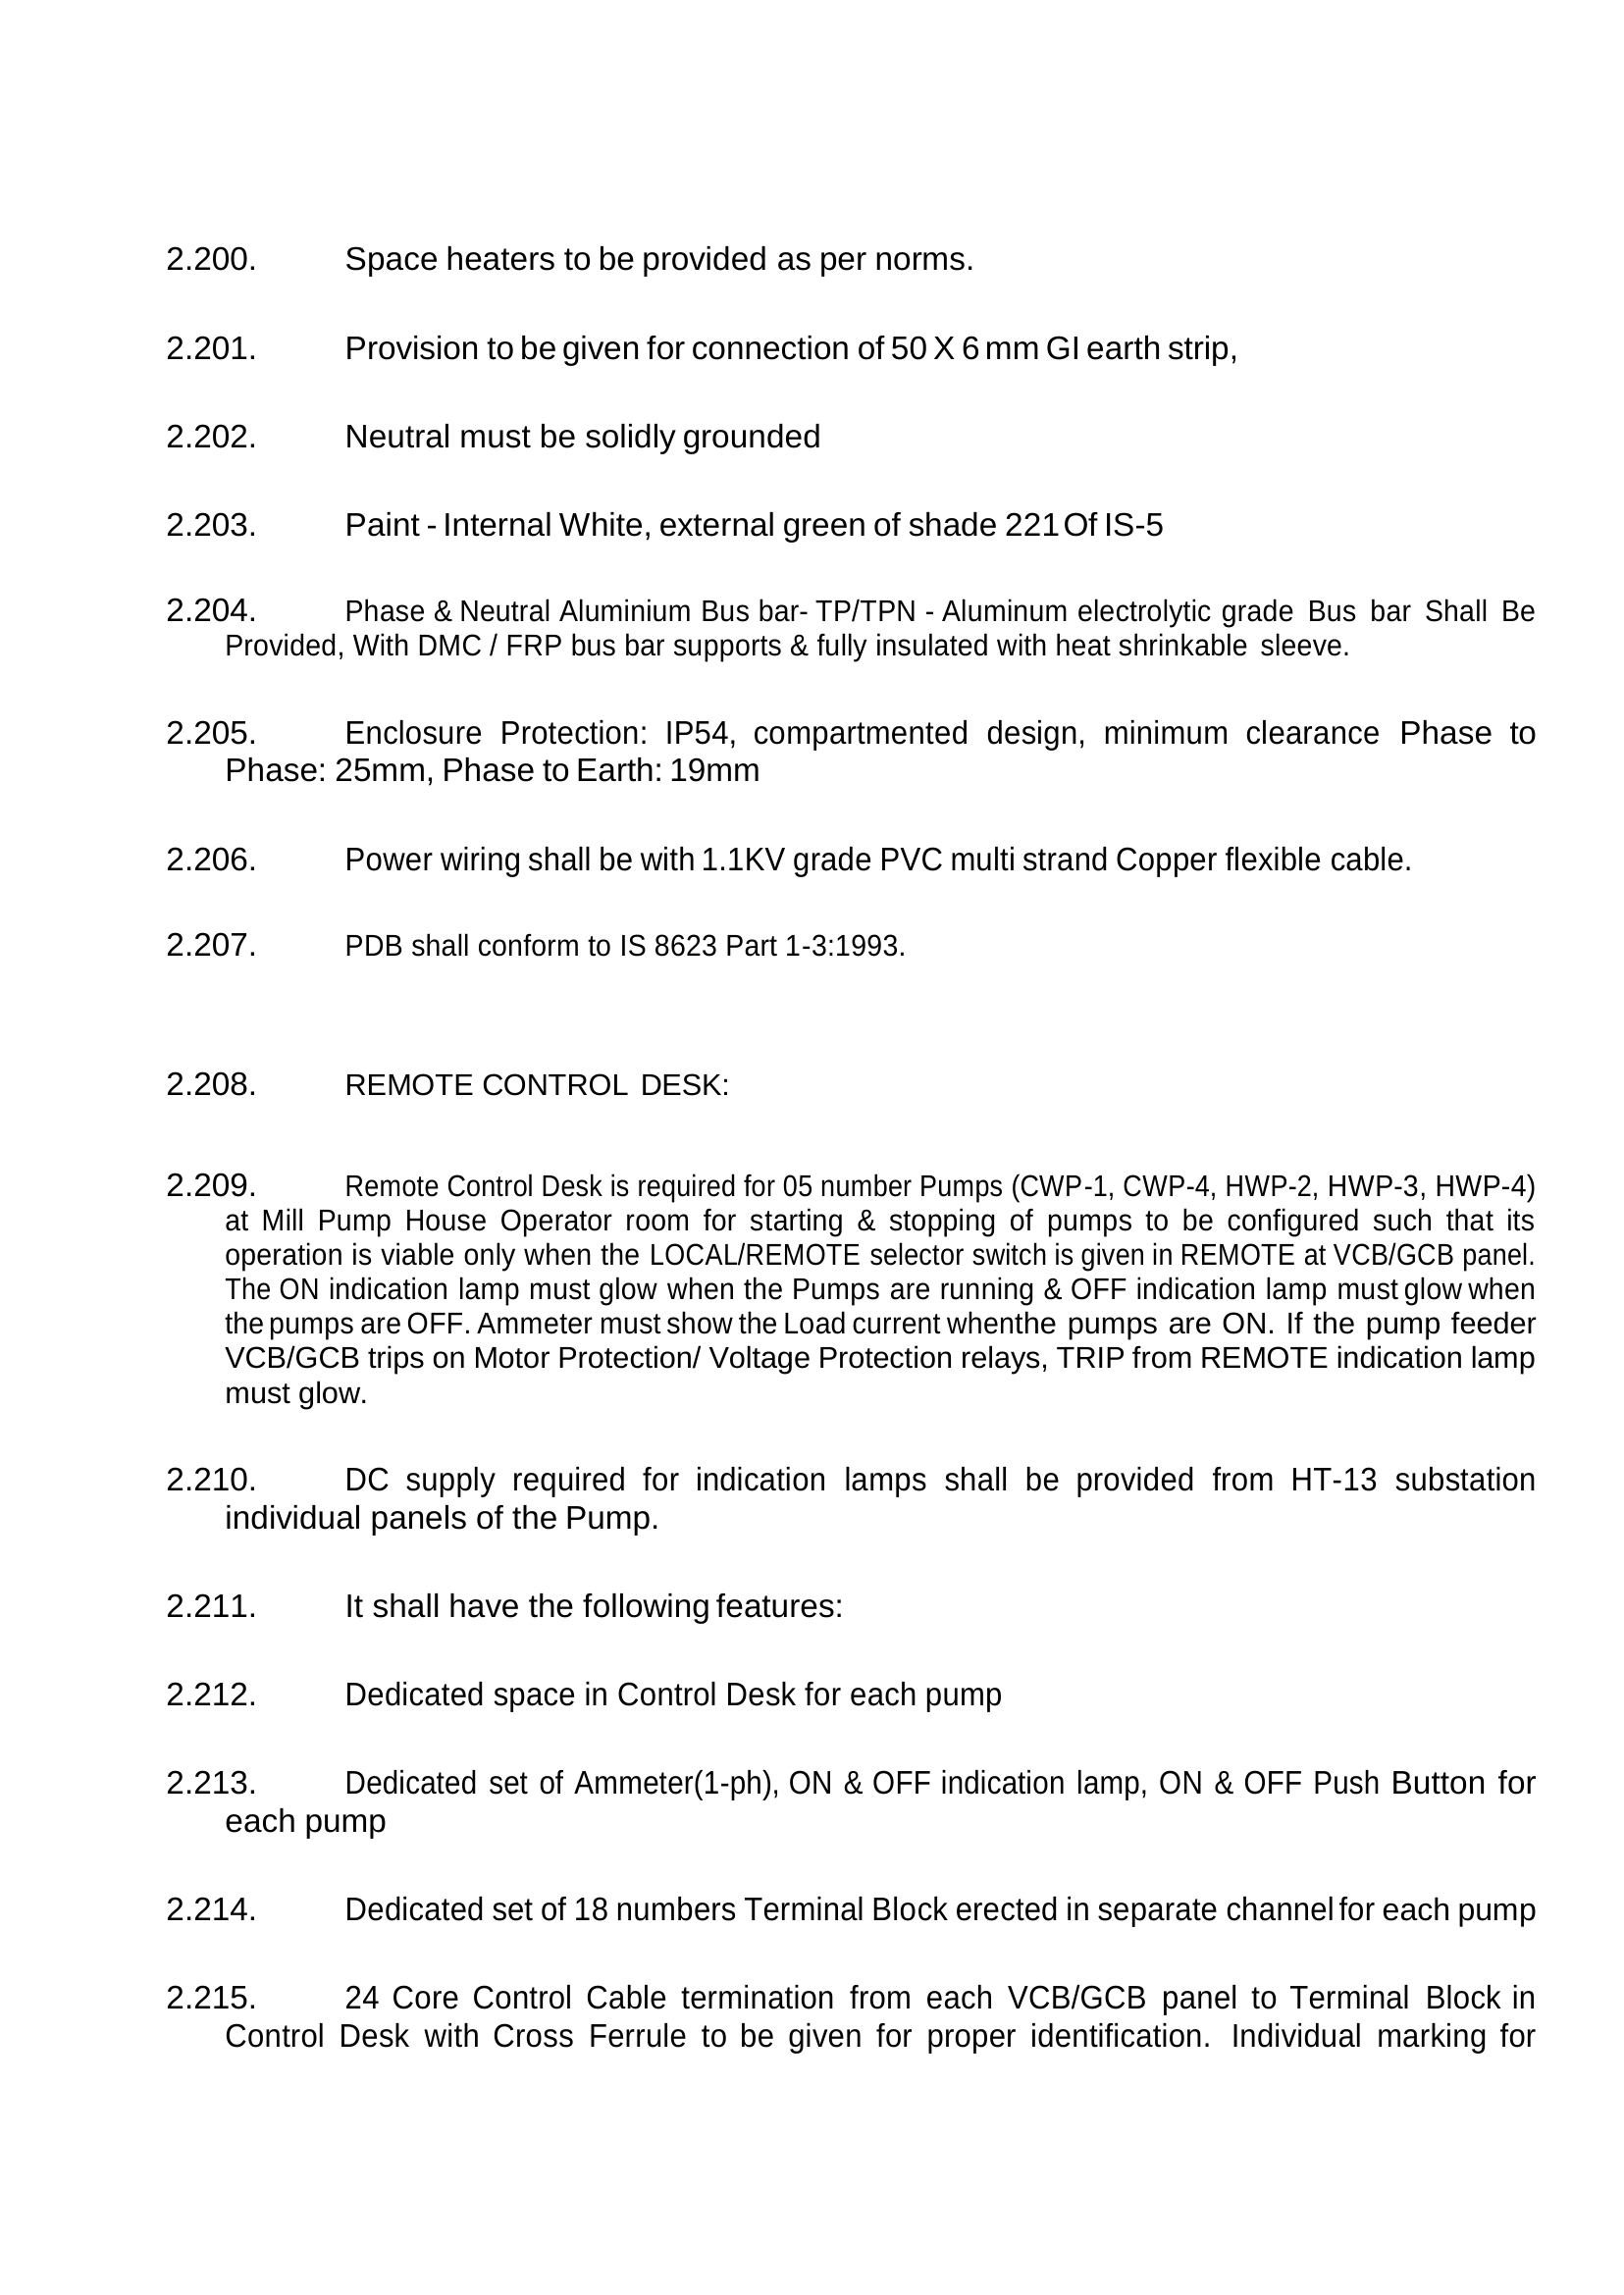 2.200. Space heaters to be provided as per norms.
2.201. Provision to be given for connection of 50 X 6 mm GI earth strip,
2.202. Neutral must be solidly grounded
2.203. Paint - Internal White, external green of shade 221 Of IS-5
2.204. Phase & Neutral Aluminium Bus bar- TP/TPN - Aluminum electrolytic grade Bus bar Shall Be
Provided, With DMC / FRP bus bar supports & fully insulated with heat shrinkable sleeve.
2.205. Enclosure Protection: IP54, compartmented design, minimum clearance Phase to
Phase: 25mm, Phase to Earth: 19mm
2.206. Power wiring shall be with 1.1KV grade PVC multi strand Copper flexible cable.
2.207. PDB shall conform to IS 8623 Part 1-3:1993.
2.208. REMOTE CONTROL DESK:
2.209. Remote Control Desk is required for 05 number Pumps (CWP-1, CWP-4, HWP-2, HWP-3, HWP-4)
at Mill Pump House Operator room for starting & stopping of pumps to be configured such that its
operation is viable only when the LOCAL/REMOTE selector switch is given in REMOTE at VCB/GCB panel.
The ON indication lamp must glow when the Pumps are running & OFF indication lamp must glow when
the pumps are OFF. Ammeter must show the Load current whenthe pumps are ON. If the pump feeder
VCB/GCB trips on Motor Protection/ Voltage Protection relays, TRIP from REMOTE indication lamp
must glow.
2.210. DC supply required for indication lamps shall be provided from HT-13 substation
individual panels of the Pump.
2.211. It shall have the following features:
2.212. Dedicated space in Control Desk for each pump
2.213. Dedicated set of Ammeter(1-ph), ON & OFF indication lamp, ON & OFF Push Button for
each pump
2.214. Dedicated set of 18 numbers Terminal Block erected in separate channel for each pump
2.215. 24 Core Control Cable termination from each VCB/GCB panel to Terminal Block in
Control Desk with Cross Ferrule to be given for proper identification. Individual marking for